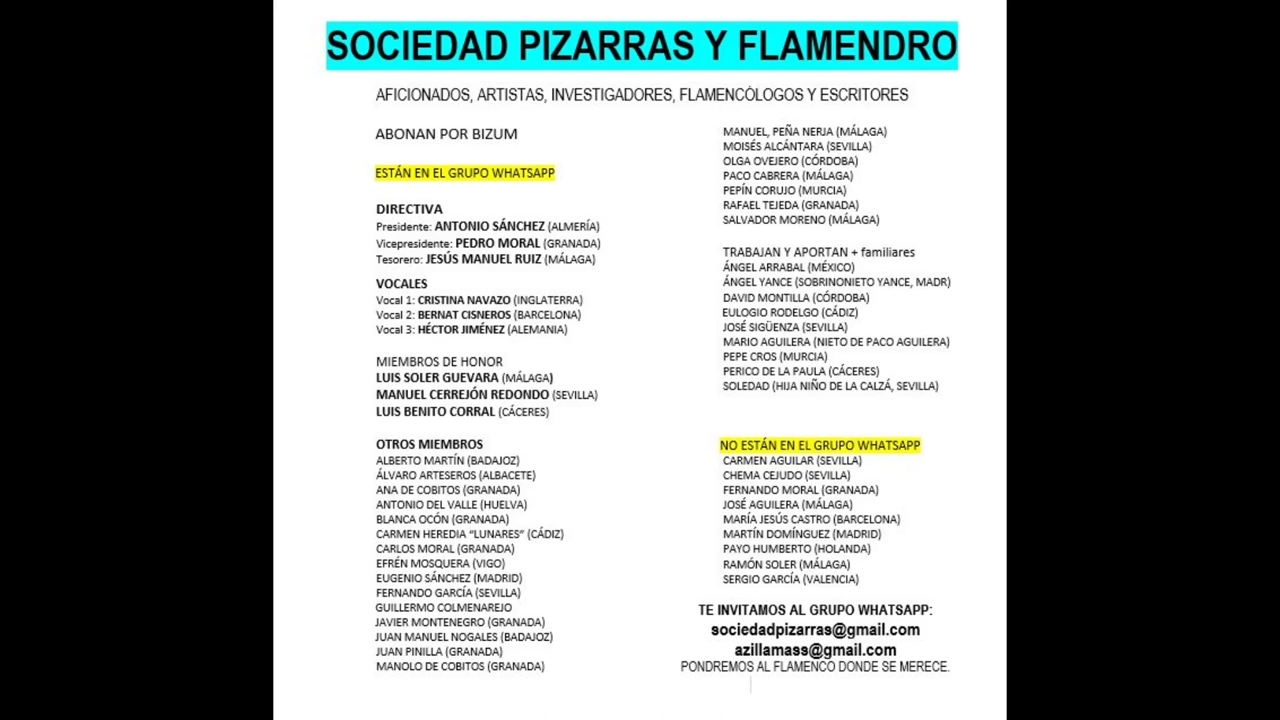 SOCIEDAD PIZARRAS Y FLAMENDRO
AFICIONADOS, ARTISTAS, INVESTIGADORES, FLAMENCÓLOGOS Y ESCRITORES
ABONAN POR BIZUM
ESTÁN EN EL GRUPO WHATSAPP
DIRECTIVA
Presidente: ANTONIO SÁNCHEZ (ALMERÍA)
Vicepresidente: PEDRO MORAL (GRANADA)
Tesorero: JESÚS MANUEL RUIZ (MÁLAGA)
VOCALES
Vocal 1: CRISTINA NAVAZO (INGLATERRA)
Vocal 2: BERNAT CISNEROS (BARCELONA)
Vocal 3: HÉCTOR JIMÉNEZ (ALEMANIA)
MIEMBROS DE HONOR
LUIS SOLER GUEVARA (MÁLAGA)
MANUEL CERREJÓN REDONDO (SEVILLA)
LUIS BENITO CORRAL (CÁCERES)
OTROS MIEMBROS
ALBERTO MARTÍN (BADAJOZ)
ÁLVARO ARTESEROS (ALBACETE)
ANA DE COBITOS (GRANADA)
ANTONIO DEL VALLE (HUELVA)
BLANCA OCÓN (GRANADA)
CARMEN HEREDIA “LUNARES” (CÁDIZ)
CARLOS MORAL (GRANADA)
EFRÉN MOSQUERA (VIGO)
EUGENIO SÁNCHEZ (MADRID)
FERNANDO GARCÍA (SEVILLA)
GUILLERMO COLMENAREJO
JAVIER MONTENEGRO (GRANADA)
JUAN MANUEL NOGALES (BADAJOZ)
JUAN PINILLA (GRANADA)
MANOLO DE COBITOS (GRANADA)
MANUEL, PEÑA NERJA (MÁLAGA)
MOISÉS ALCÁNTARA (SEVILLA)
OLGA OVEJERO (CÓRDOBA)
PACO CABRERA (MÁLAGA)
PEPÍN CORUJO (MURCIA)
RAFAEL TEJEDA (GRANADA)
SALVADOR MORENO (MÁLAGA)
TRABAJAN Y APORTAN + familiares
ÁNGEL ARRABAL (MÉXICO)
ÁNGEL YANCE (SOBRINONIETO YANCE, MADR)
DAVID MONTILLA (CÓRDOBA)
EULOGIO RODELGO (CÁDIZ)
JOSÉ SIGÜENZA (SEVILLA)
MARIO AGUILERA (NIETO DE PACO AGUILERA)
PEPE CROS (MURCIA)
PERICO DE LA PAULA (CÁCERES)
SOLEDAD (HIJA NIÑO DE LA CALZÁ, SEVILLA)
NO ESTÁN EN EL GRUPO WHATSAPP
CARMEN AGUILAR (SEVILLA)
CHEMA CEJUDO (SEVILLA)
FERNANDO MORAL (GRANADA)
JOSÉ AGUILERA (MÁLAGA)
MARÍA JESÚS CASTRO (BARCELONA)
MARTÍN DOMÍNGUEZ (MADRID)
PAYO HUMBERTO (HOLANDA)
RAMÓN SOLER (MÁLAGA)
SERGIO GARCÍA (VALENCIA)
TE INVITAMOS AL GRUPO WHATSAPP:
sociedadpizarras@gmail.com
azillamass@gmail.com
PONDREMOS AL FLAMENCO DONDE SE MERECE.